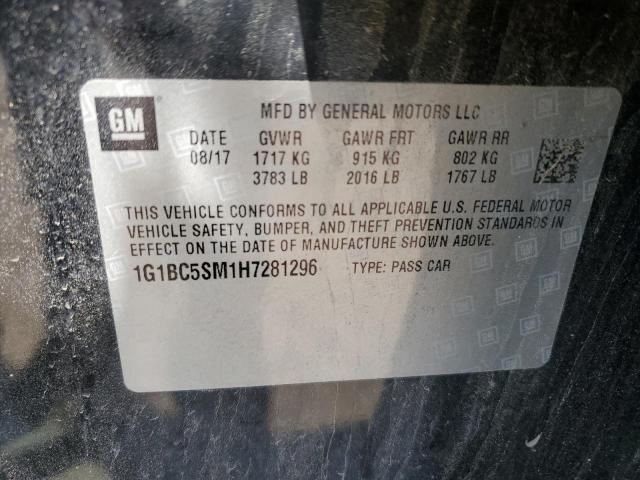 GM
MFD BY GENERAL MOTORS LLC
DATE GVWR GAWR FRT GAWR RR
08/17 1717 KG 915 KG 802 KG
3783 LB 2016 LB 1767 LB
THIS VEHICLE CONFORMS TO ALL APPLICABLE U.S. FEDERAL MOTOR
VEHICLE SAFETY, BUMPER, AND THEFT PREVENTION STANDARDS IN
EFFECT ON THE DATE OF MANUFACTURE SHOWN ABOVE.
1G1BC5SM1H7281296 TYPE: PASS CAR